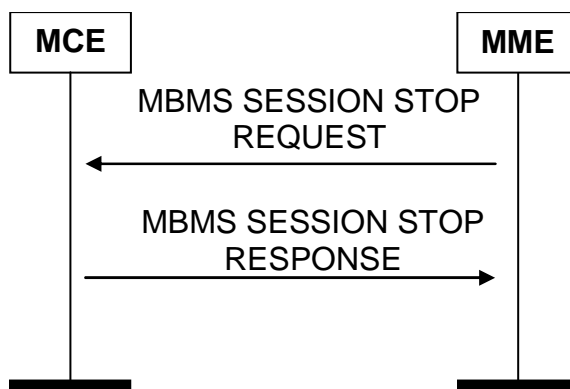 MCE
MME
MBMS SESSION STOP
REQUEST
MBMS SESSION STOP
RESPONSE